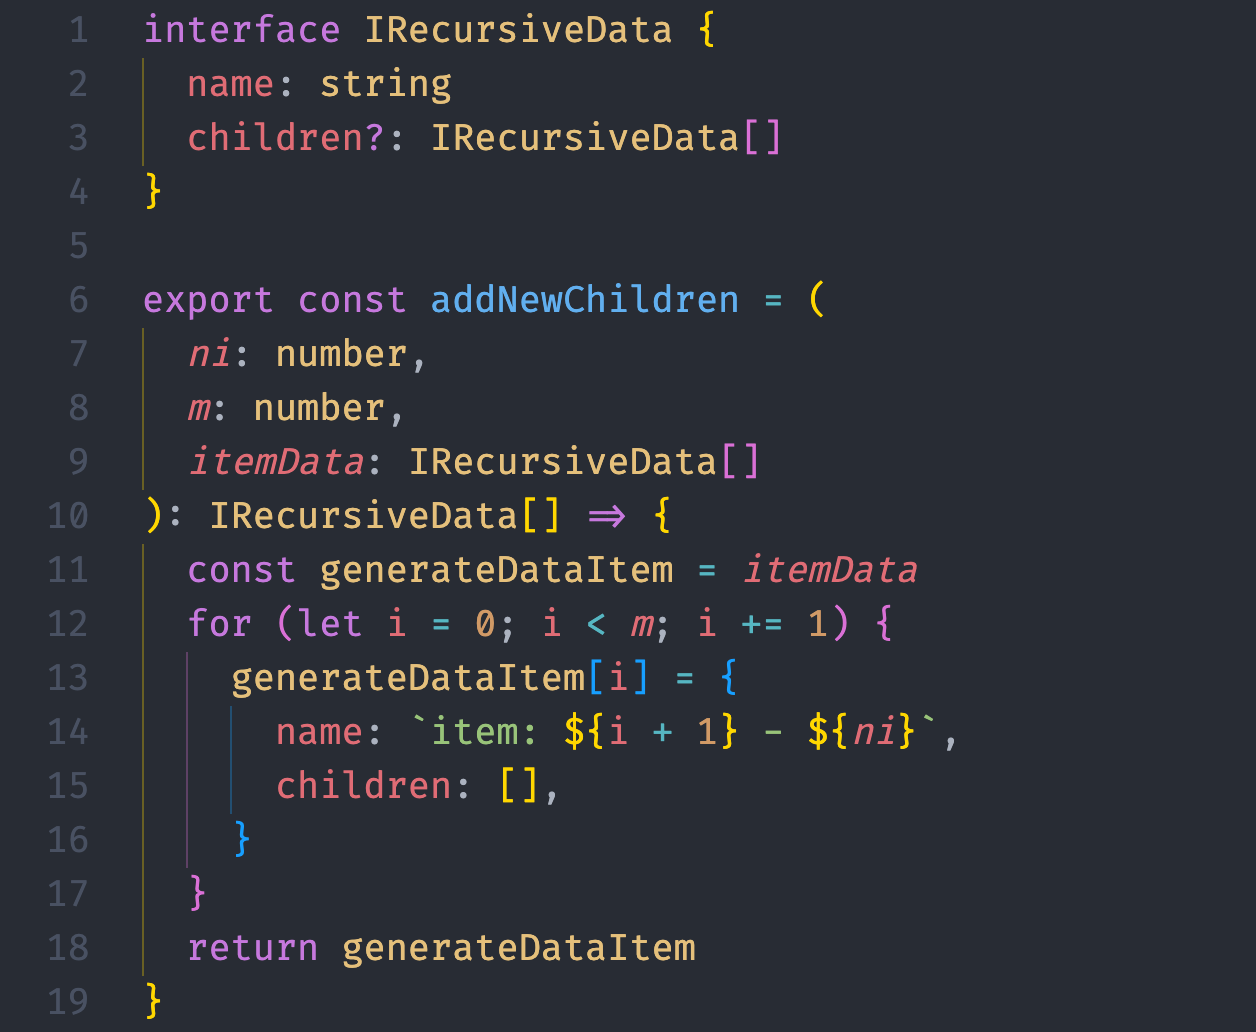 1 interface IRecursiveData {
2 name: string
3 children?: IRecursiveData[]
4 }
5
6 export const addNewChildren = (
7 ni: number,
8 m: number,
9 itemData: IRecursiveData[]
10 ): IRecursiveData[] => {
11 const generateDataItem = itemData
12 for (let i = 0; i < m; i += 1) {
13 generateDataItem[i] = {
14 name: `item: ${i + 1} - ${ni}`,
15 children: [],
16 }
17 }
18 return generateDataItem
19 }